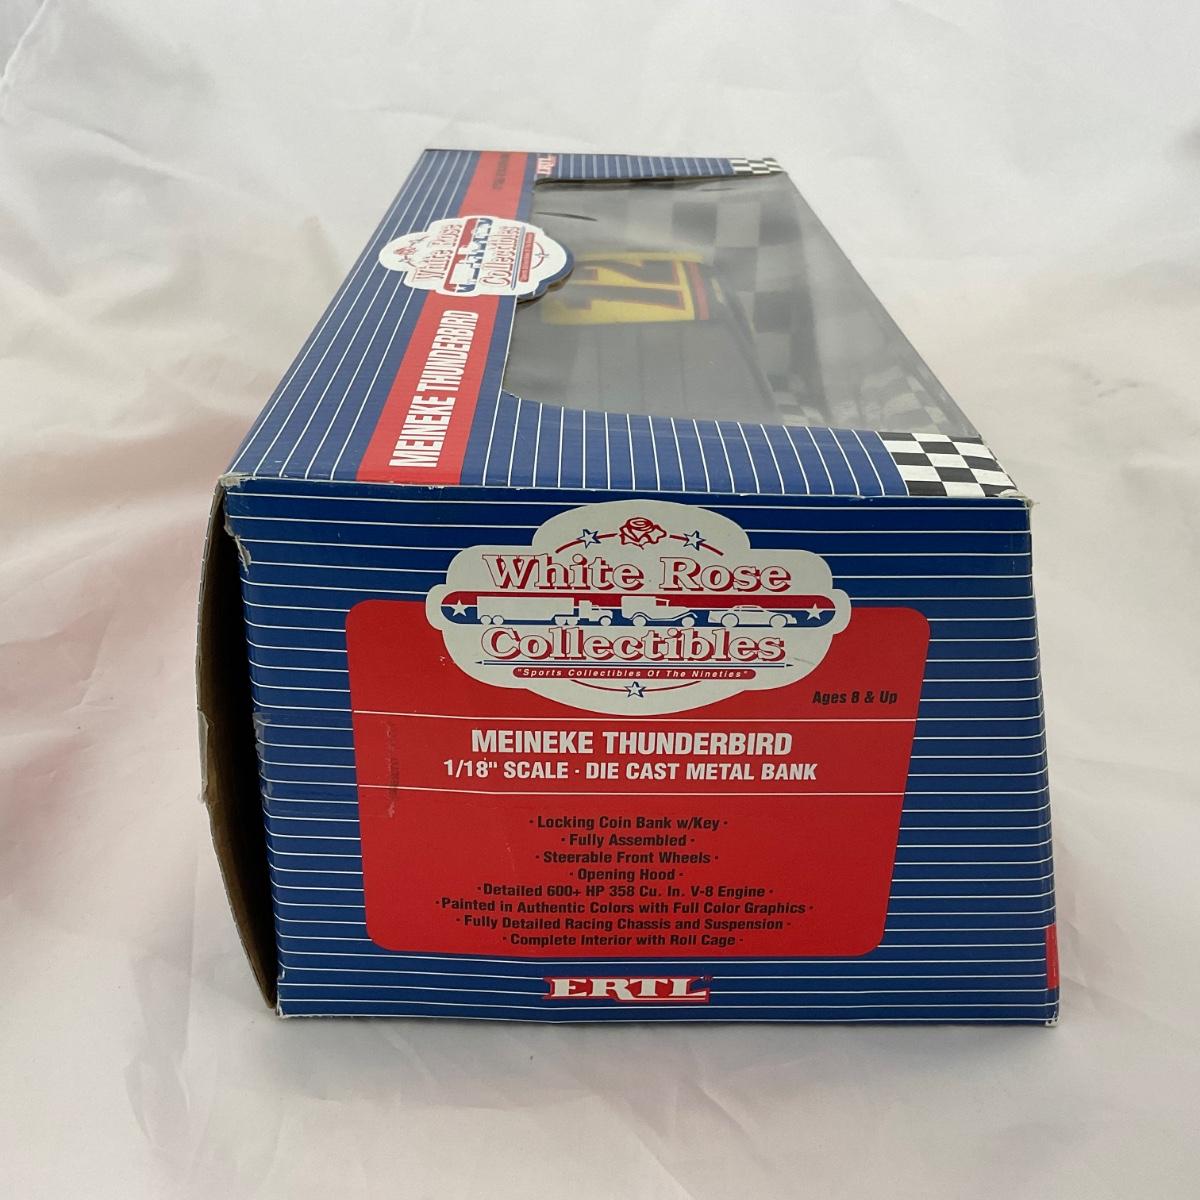 ERTL
White Rose
Collectibles
MEINEKE THUNDERBIRD
12
White Rose
Collectibles
"Sports Collectibles Of The Nineties"
Ages 8 & Up
MEINEKE THUNDERBIRD
1/18" SCALE · DIE CAST METAL BANK
· Locking Coin Bank w/Key ·
· Fully Assembled ·
· Steerable Front Wheels ·
· Opening Hood ·
· Detailed 600+ HP 358 Cu. In. V-8 Engine ·
· Painted in Authentic Colors with Full Color Graphics ·
· Fully Detailed Racing Chassis and Suspension ·
· Complete Interior with Roll Cage ·
ERTL